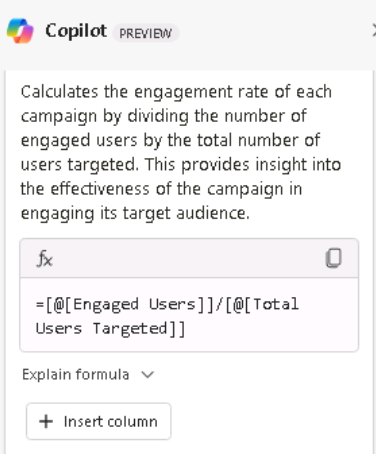 Copilot PREVIEW
Calculates the engagement rate of each
campaign by dividing the number of
engaged users by the total number of
users targeted. This provides insight into
the effectiveness of the campaign in
engaging its target audience.
fx
=[@[Engaged Users]]/[@[Total
Users Targeted]]
Explain formula
+ Insert column